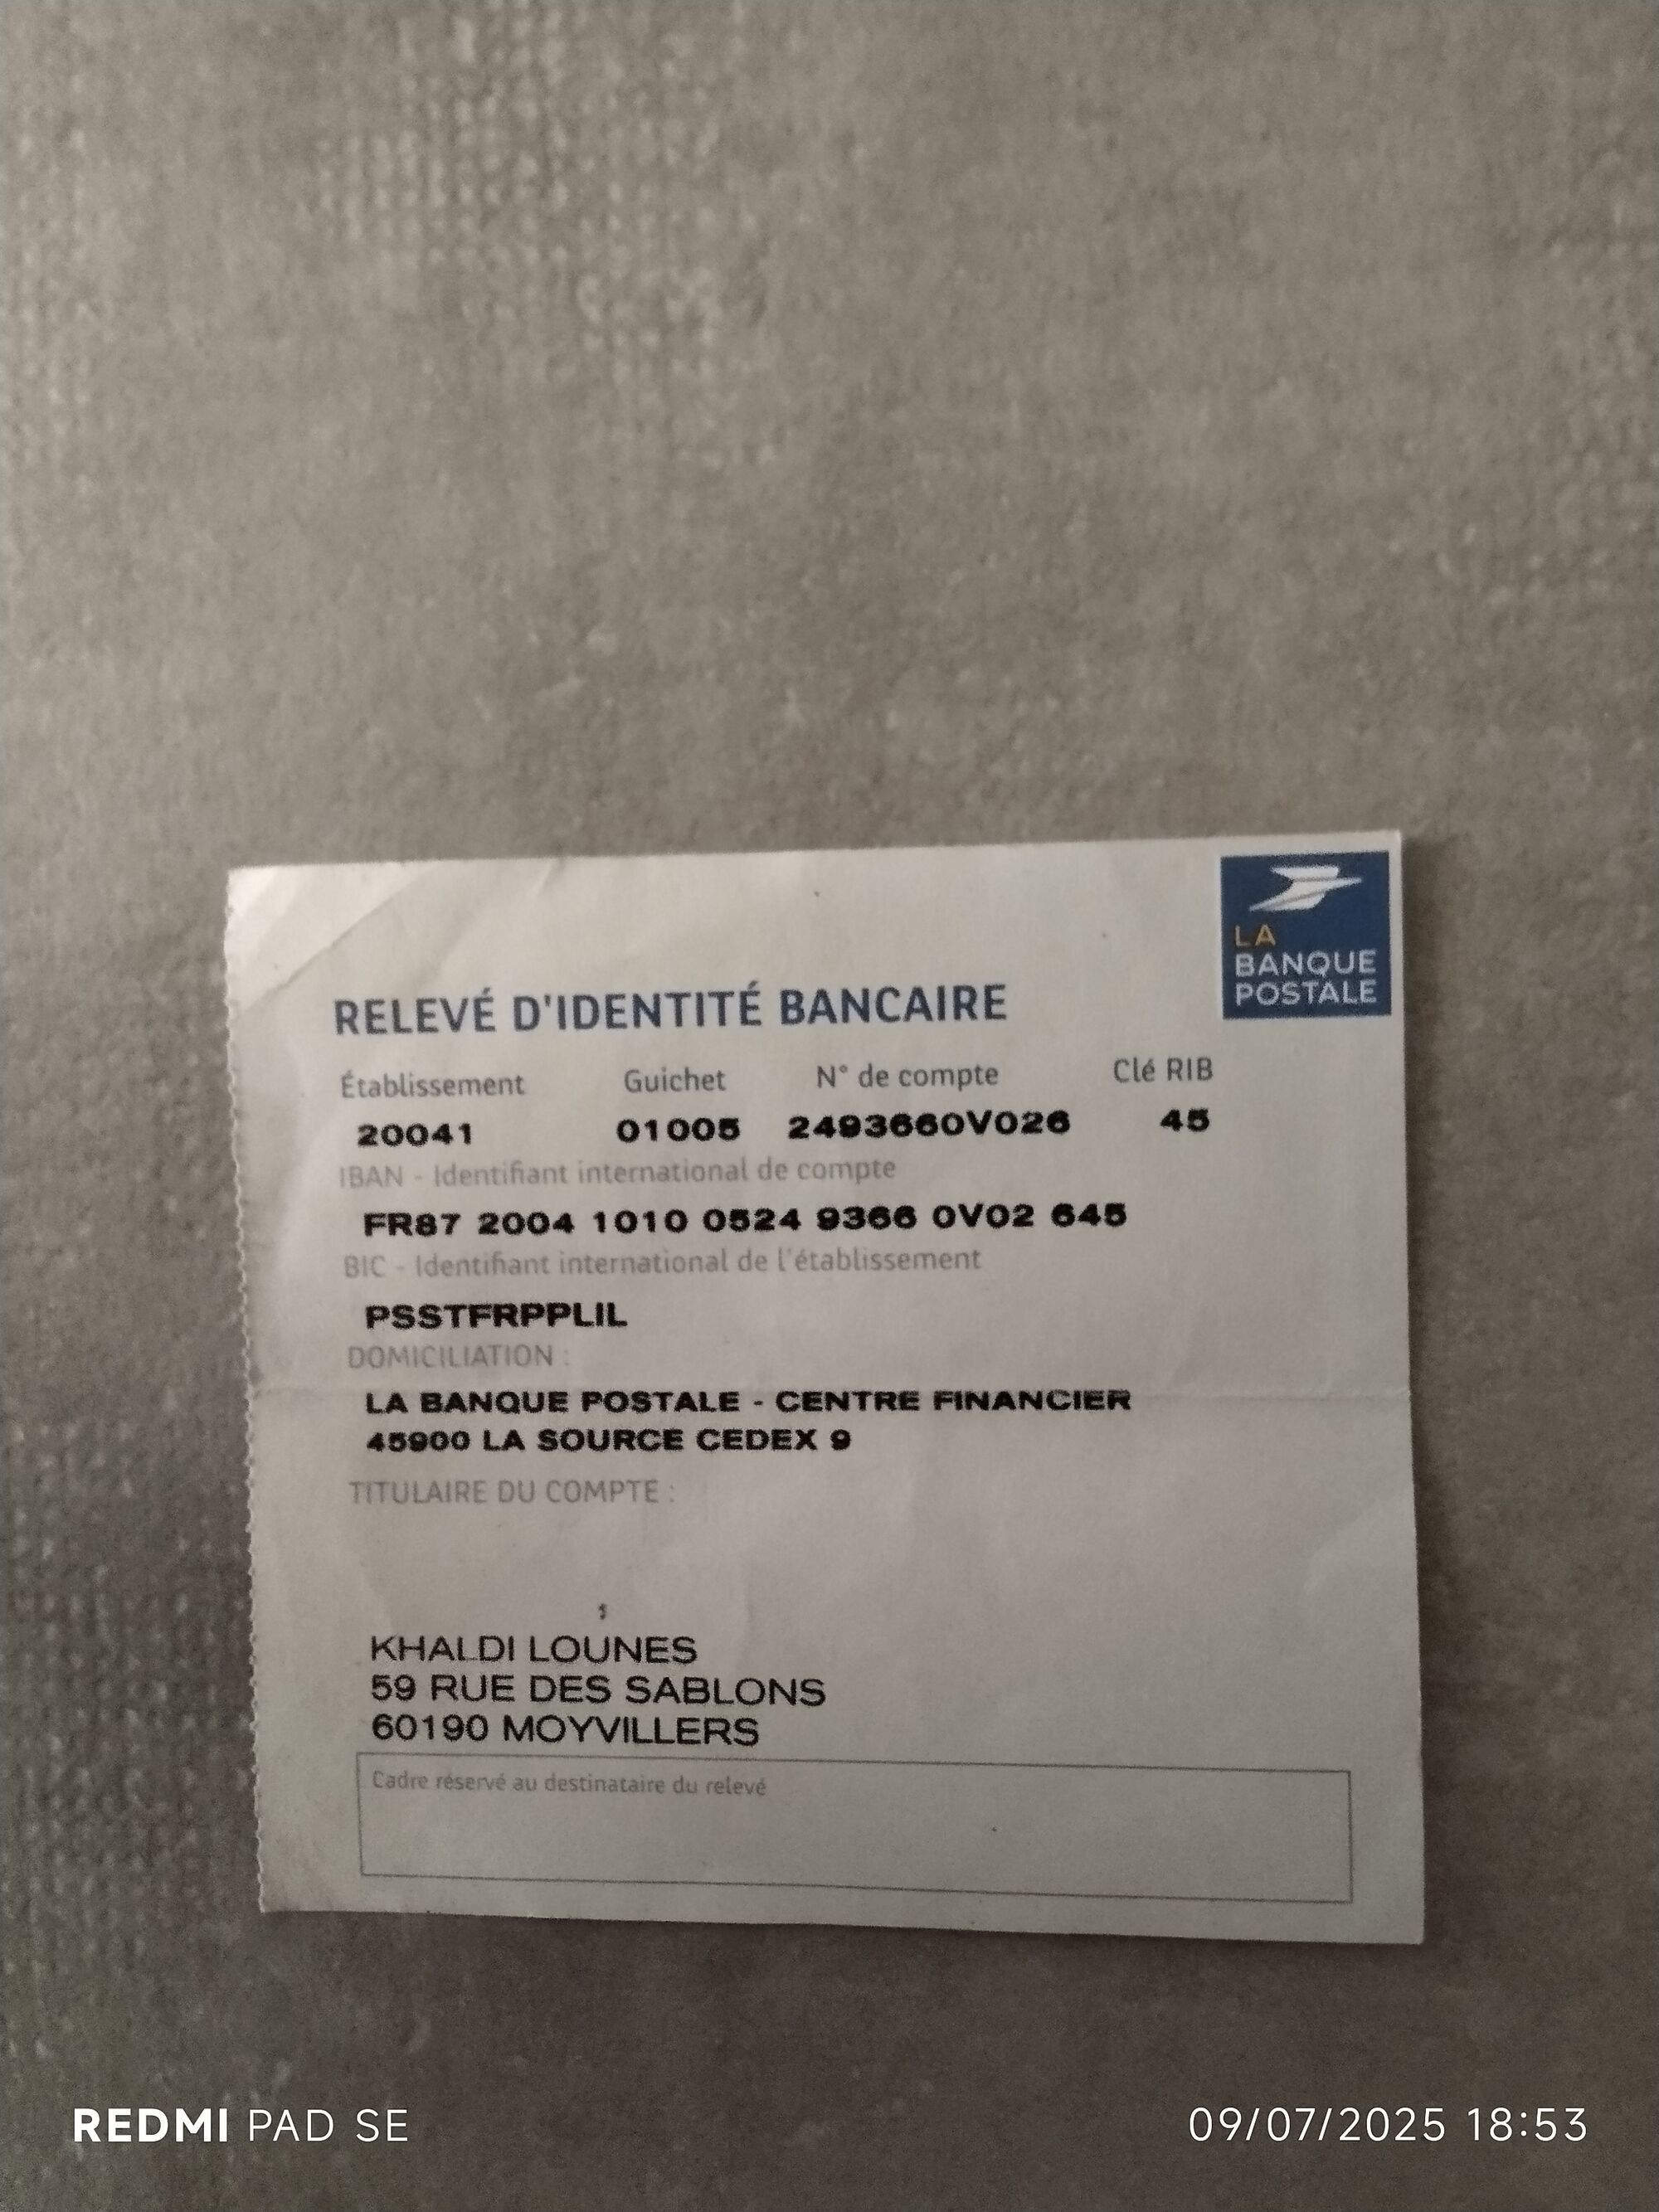 LA
BANQUE
POSTALE
RELEVÉ D'IDENTITÉ BANCAIRE
Établissement Guichet N° de compte Clé RIB
20041 01005 2493660V026 45
IBAN - Identifiant international de compte
FR87 2004 1010 0524 9366 0V02 645
BIC - Identifiant international de l'établissement
PSSTFRPPLIL
DOMICILIATION :
LA BANQUE POSTALE - CENTRE FINANCIER
45900 LA SOURCE CEDEX 9
TITULAIRE DU COMPTE :
KHALDI LOUNES
59 RUE DES SABLONS
60190 MOYVILLERS
Cadre réservé au destinataire du relevé
REDMI PAD SE 09/07/2025 18:53